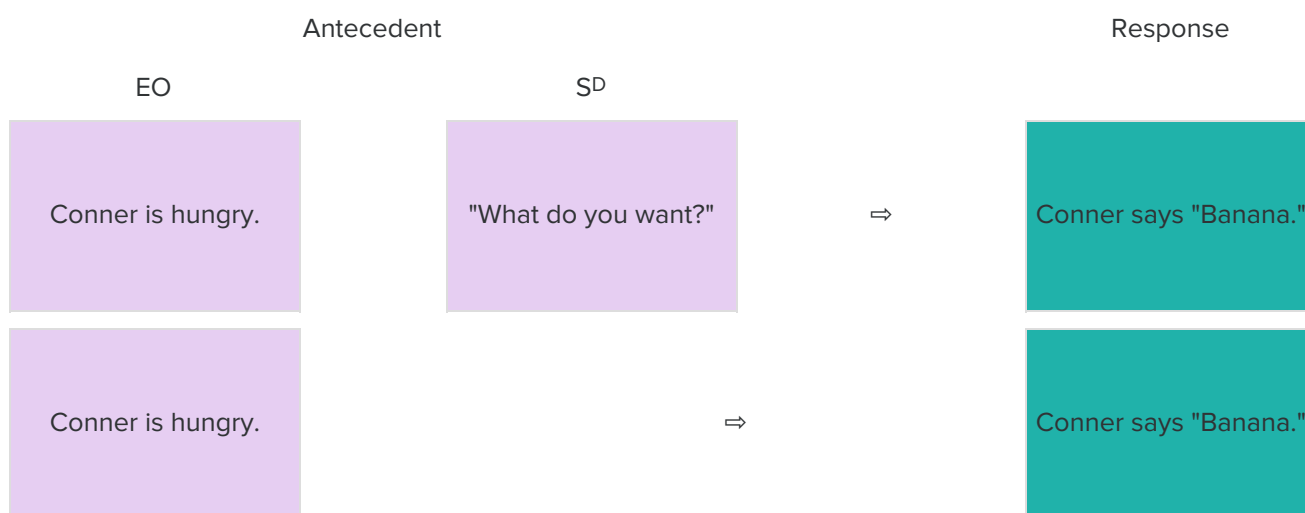 Antecedent Response
EO SD
Conner is hungry. "What do you want?" ⇨ Conner says "Banana."
Conner is hungry. ⇨ Conner says "Banana."